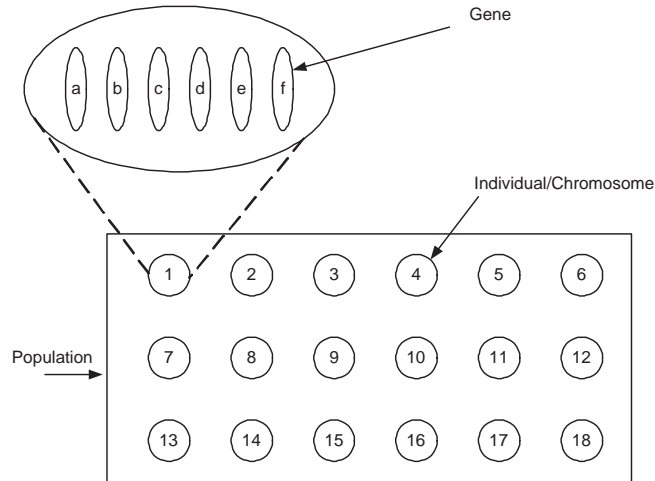 Gene
a b c d e f
Individual/Chromosome
1 2 3 4 5 6
Population
7 8 9 10 11 12
13 14 15 16 17 18